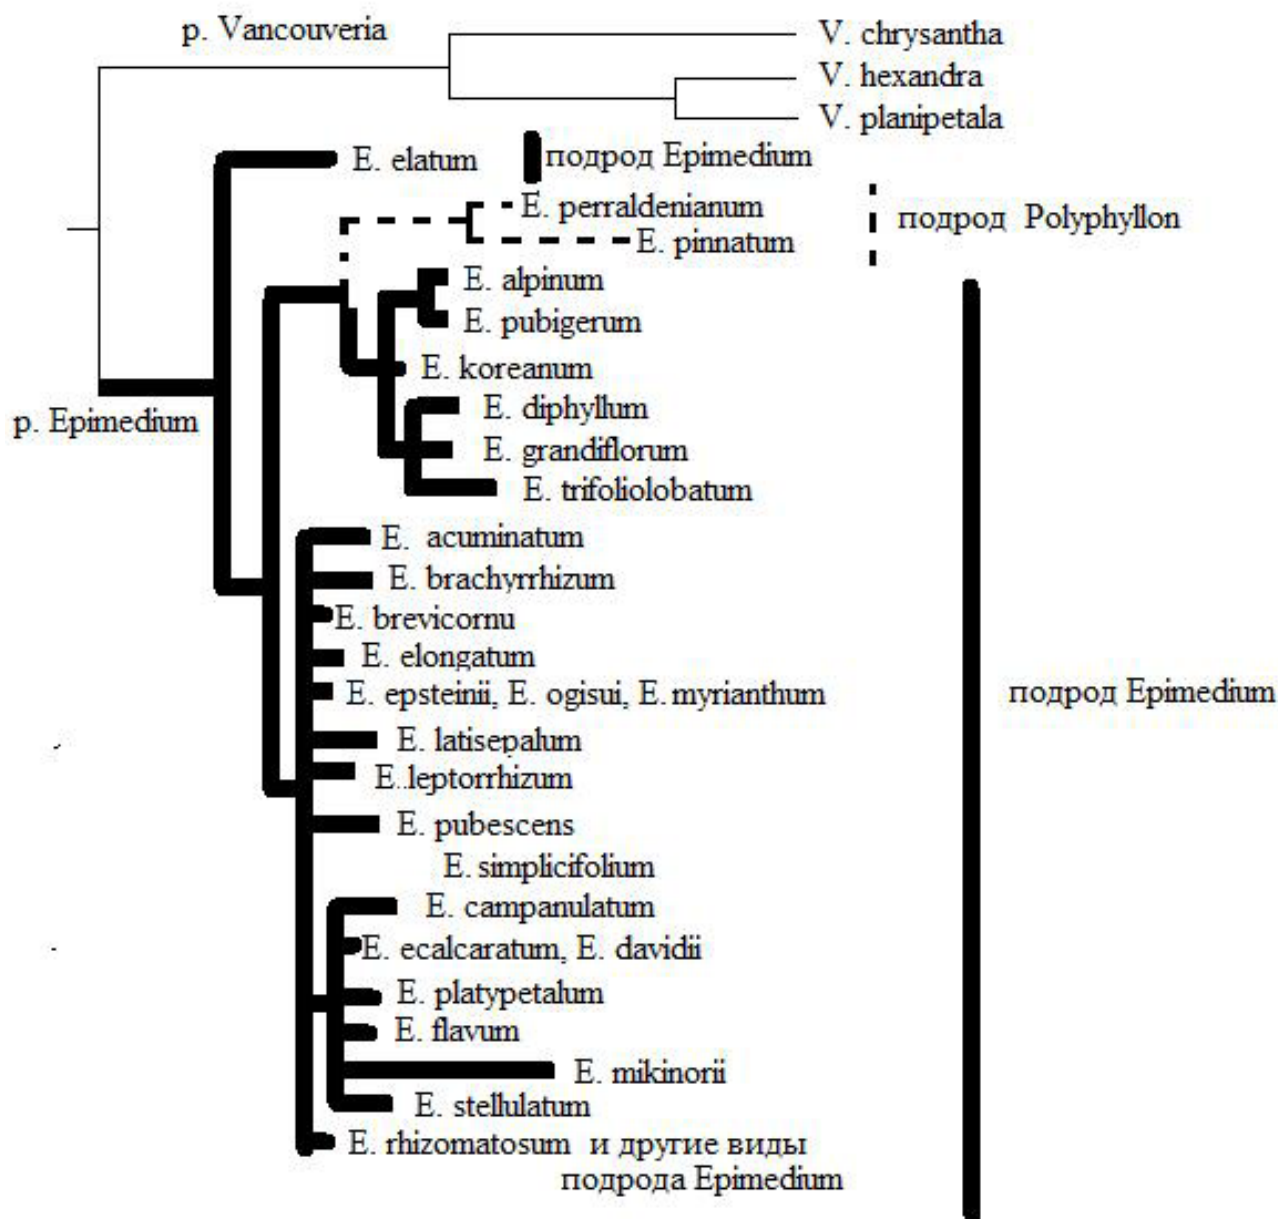 р. Vancouveria
V. chrysantha
V. hexandra
V. planipetala
E. elatum
подрод Epimedium
E. perraldenianum
подрод Polyphyllon
E. pinnatum
E. alpinum
E. pubigerum
E. koreanum
E. diphyllum
р. Epimedium
E. grandiflorum
E. trifoliolobatum
E. acuminatum
E. brachyrrhizum
E. brevicornu
E. elongatum
E. epsteinii, E. ogisui, E. myrianthum
подрод Epimedium
E. latisepalum
E..leptorrhizum
E. pubescens
E. simplicifolium
E. campanulatum
E. ecalcaratum, E. davidii
E. platypetalum
E. flavum
E. mikinorii
E. stellulatum
E. rhizomatosum и другие виды
подрода Epimedium